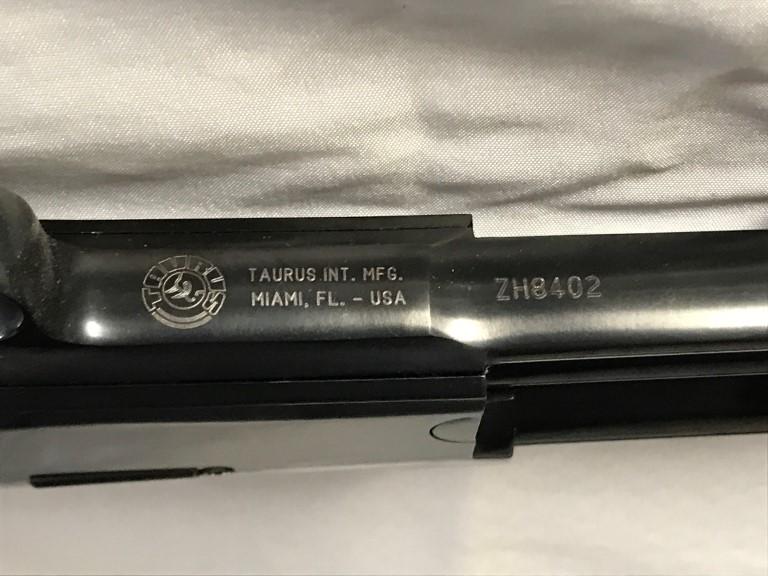 TAURUS
TAURUS INT. MFG.
MIAMI, FL. - USA
ZH8402